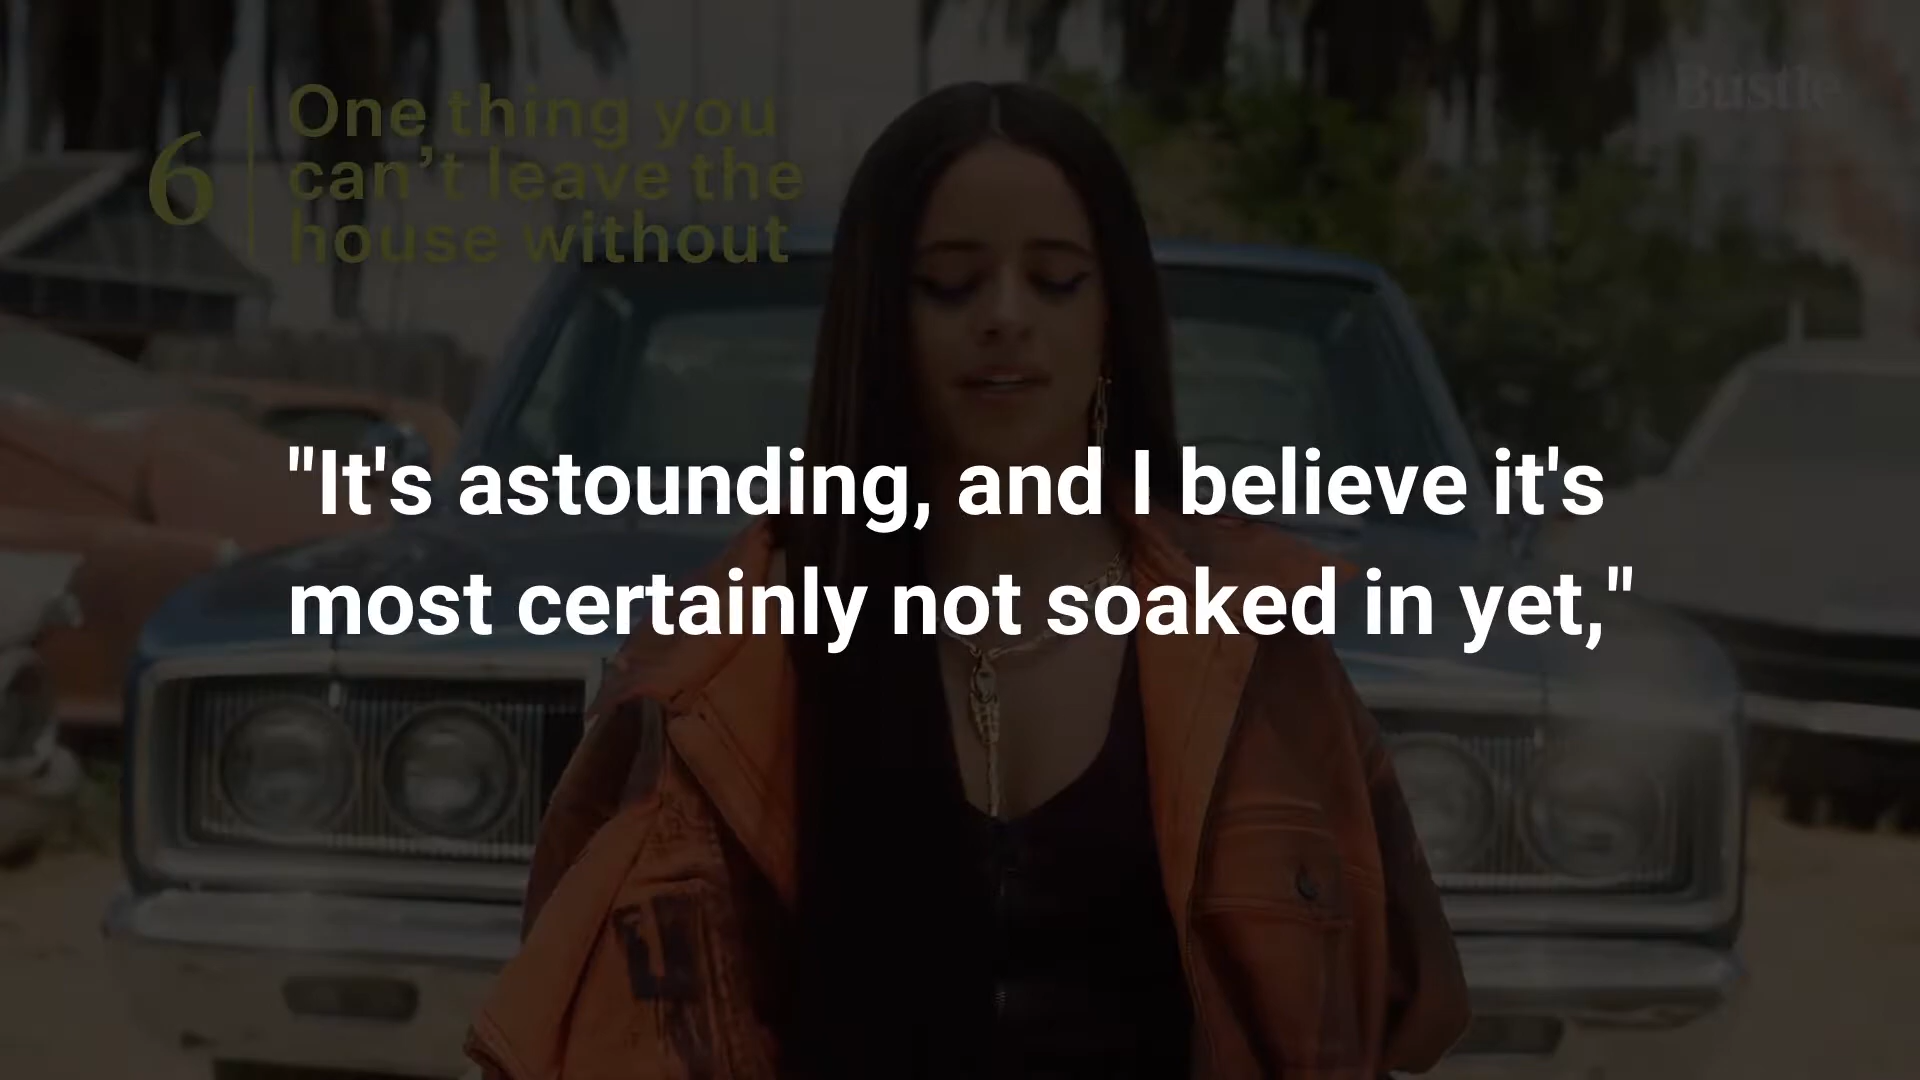 Bustle
6
One thing you
can't leave the
house without
"It's astounding, and I believe it's
most certainly not soaked in yet,"